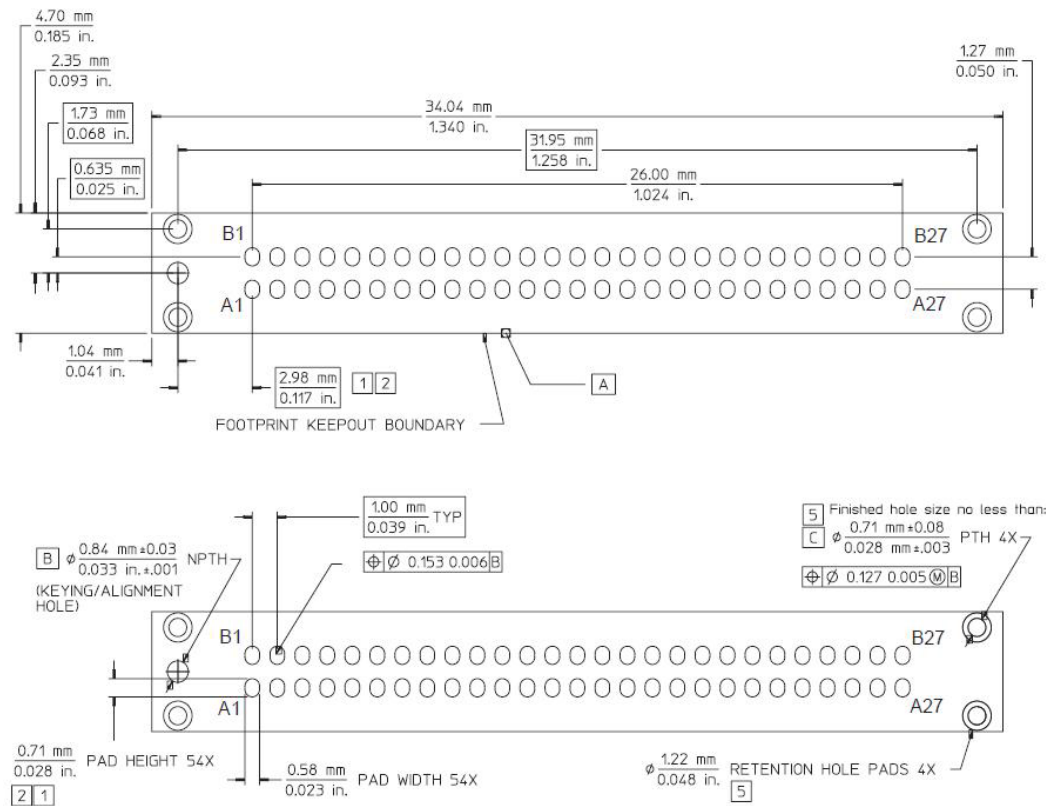 4.70 mm
0.185 in.
2.35 mm
0.093 in.
1.73 mm
0.068 in.
0.635 mm
0.025 in.
34.04 mm
1.340 in.
31.95 mm
1.258 in.
26.00 mm
1.024 in.
1.27 mm
0.050 in.
B1
B27
A1
A27
1.04 mm
0.041 in.
2.98 mm
0.117 in.
1 2
A
FOOTPRINT KEEPOUT BOUNDARY
1.00 mm TYP
0.039 in.
⌖ Ø 0.153 0.006 B
B Ø 0.84 mm±0.03 NPTH
0.033 in.±.001
(KEYING/ALIGNMENT
HOLE)
5 Finished hole size no less than:
C Ø 0.71 mm±0.08 PTH 4X
0.028 mm±.003
⌖ Ø 0.127 0.005 Ⓜ B
B1
B27
A1
A27
0.71 mm PAD HEIGHT 54X
0.028 in.
2 1
0.58 mm PAD WIDTH 54X
0.023 in.
Ø 1.22 mm RETENTION HOLE PADS 4X
0.048 in.
5